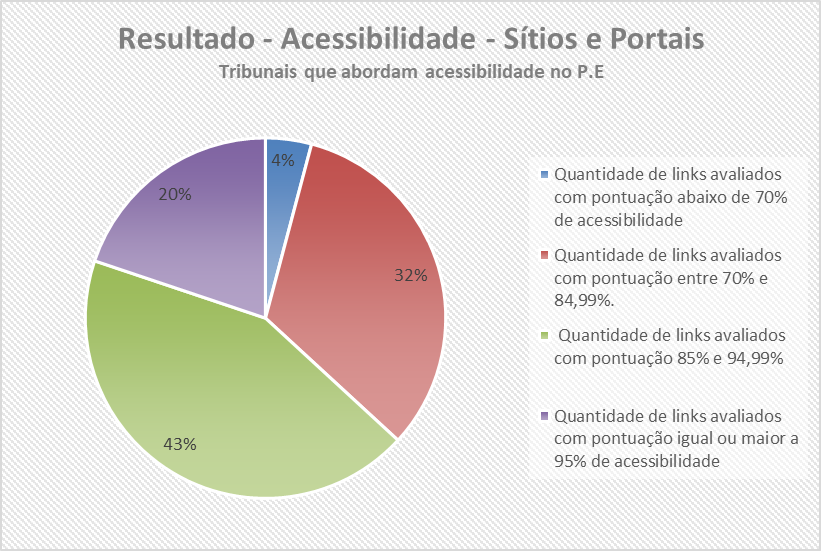 Resultado - Acessibilidade - Sítios e Portais
Tribunais que abordam acessibilidade no P.E
4%
32%
43%
20%
Quantidade de links avaliados
com pontuação abaixo de 70%
de acessibilidade
Quantidade de links avaliados
com pontuação entre 70% e
84,99%.
Quantidade de links avaliados
com pontuação 85% e 94,99%
Quantidade de links avaliados
com pontuação igual ou maior a
95% de acessibilidade